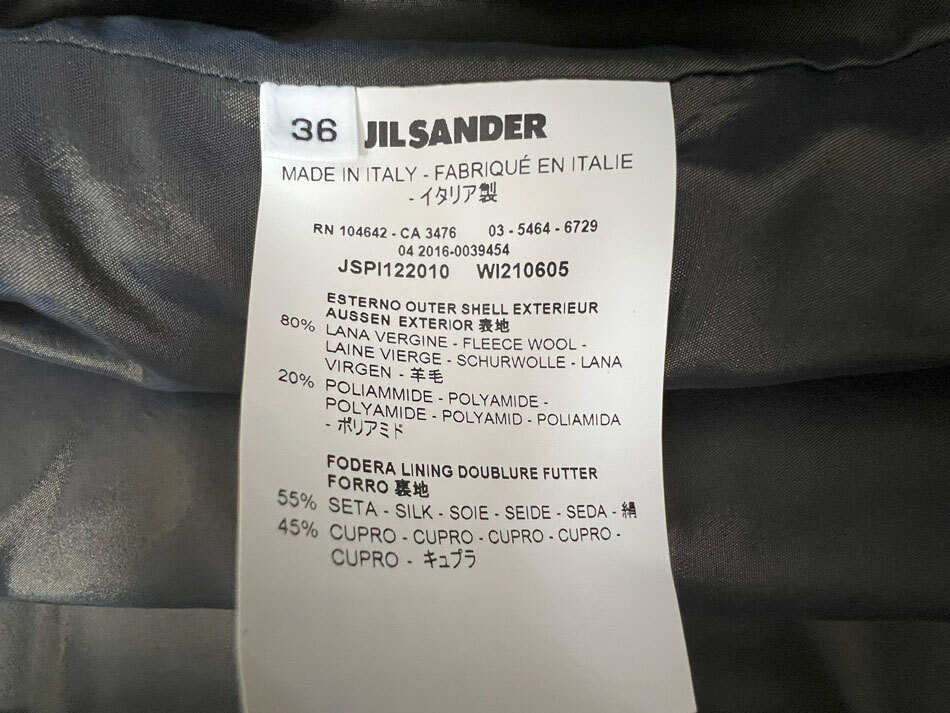 36 JIL SANDER
MADE IN ITALY - FABRIQUÉ EN ITALIE
- イタリア製
RN 104642 - CA 3476 03 - 5464 - 6729
04 2016-0039454
JSPI122010 WI210605
ESTERNO OUTER SHELL EXTERIEUR
AUSSEN EXTERIOR 表地
80% LANA VERGINE - FLEECE WOOL -
LAINE VIERGE - SCHURWOLLE - LANA
VIRGEN - 羊毛
20% POLIAMMIDE - POLYAMIDE -
POLYAMIDE - POLYAMID - POLIAMIDA
- ポリアミド
FODERA LINING DOUBLURE FUTTER
FORRO 裏地
55% SETA - SILK - SOIE - SEIDE - SEDA - 絹
45% CUPRO - CUPRO - CUPRO - CUPRO -
CUPRO - キュプラ